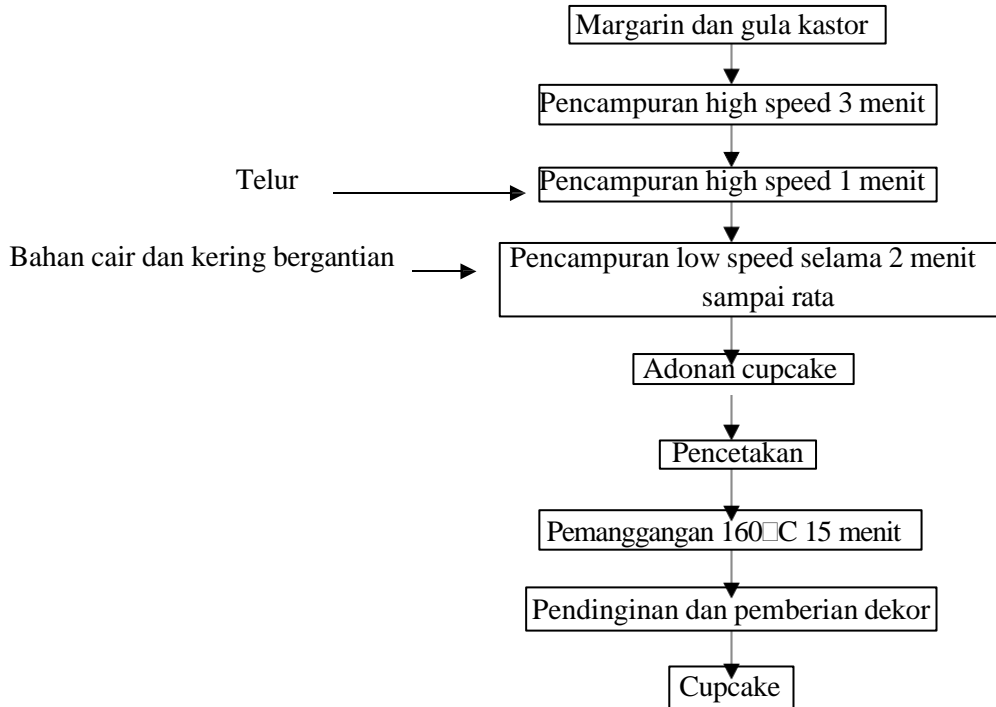 Margarin dan gula kastor
Pencampuran high speed 3 menit
Telur
Pencampuran high speed 1 menit
Bahan cair dan kering bergantian
Pencampuran low speed selama 2 menit
sampai rata
Adonan cupcake
Pencetakan
Pemanggangan 160□C 15 menit
Pendinginan dan pemberian dekor
Cupcake